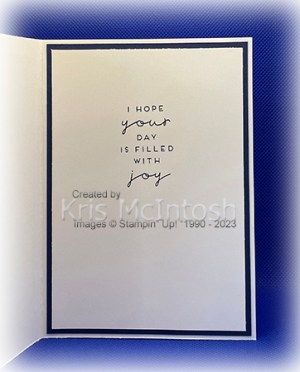 I HOPE
your
DAY
IS FILLED
WITH
joy
Created by
Kris McIntosh
Images © Stampin' Up! 1990 - 2023